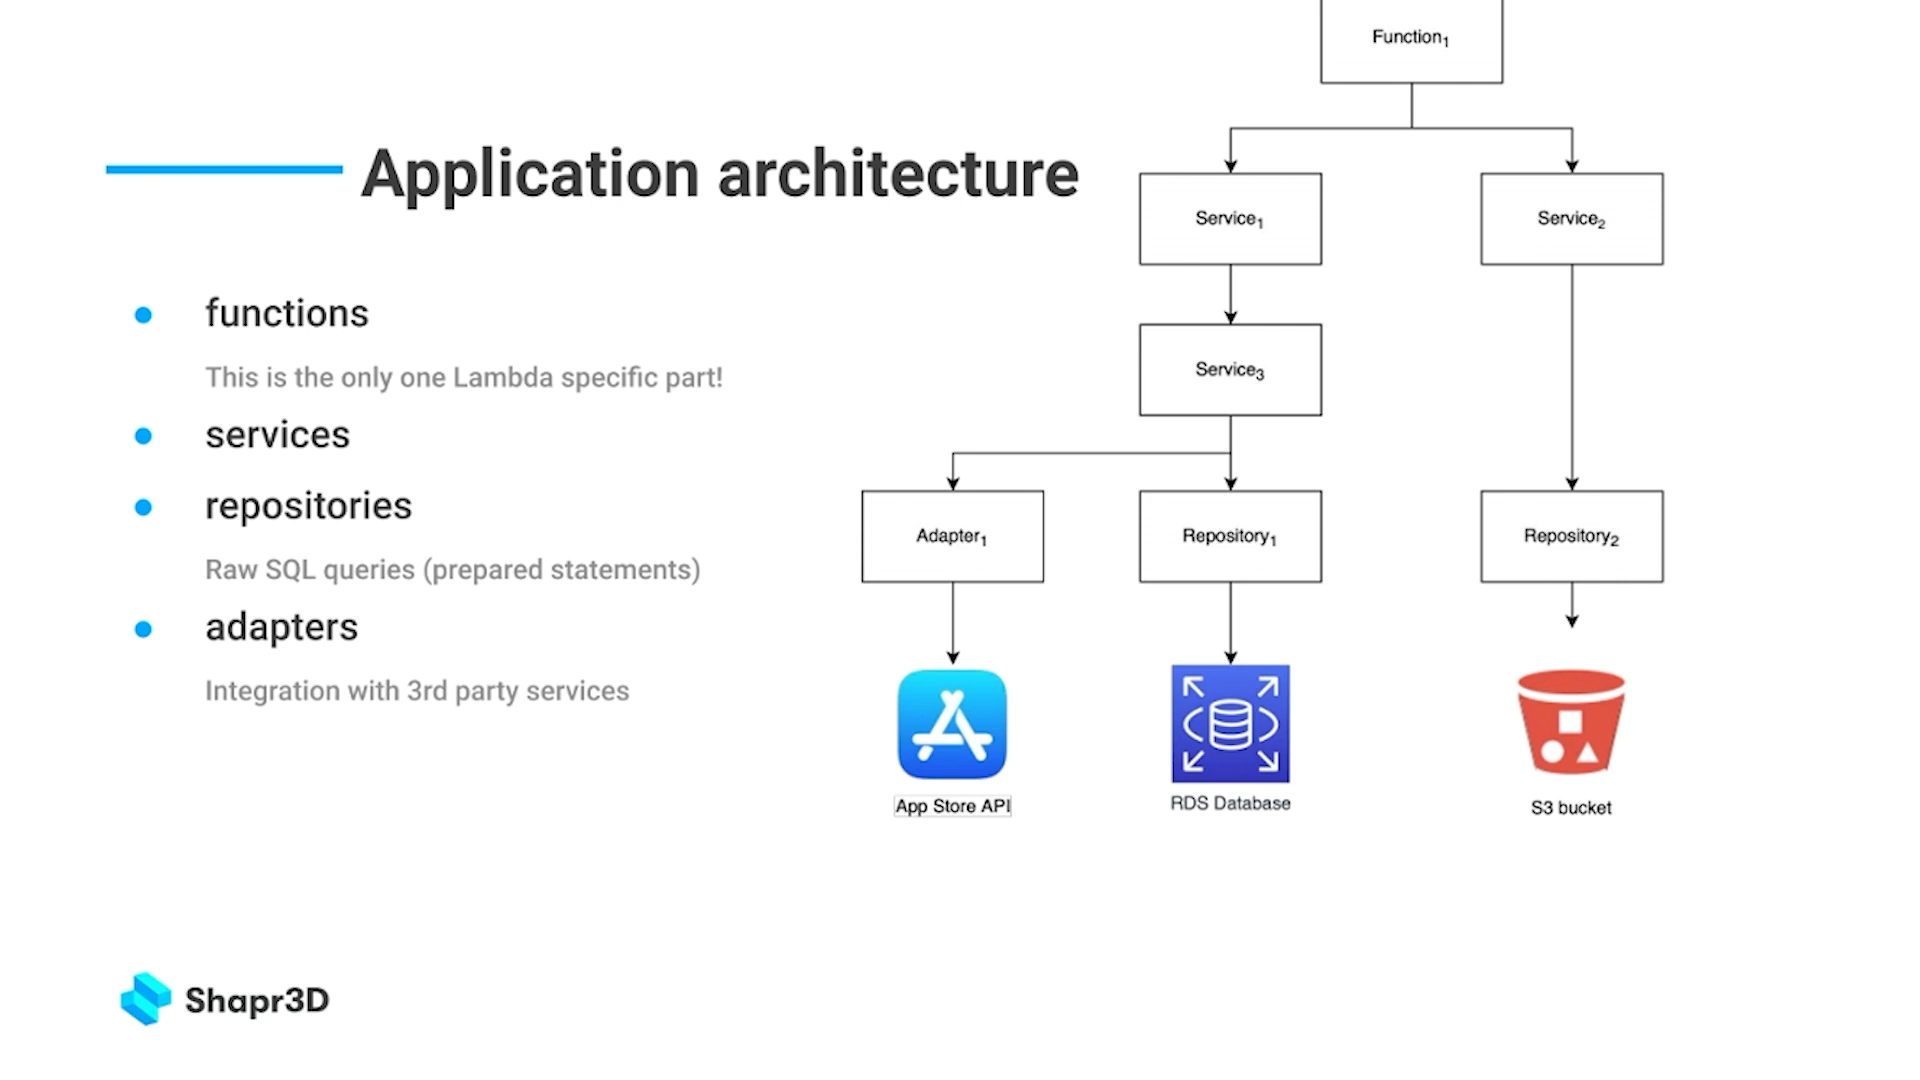 Application architecture
functions
This is the only one Lambda specific part!
services
repositories
Raw SQL queries (prepared statements)
adapters
Integration with 3rd party services
Function₁
Service₁
Service₂
Service₃
Adapter₁
Repository₁
Repository₂
App Store API
RDS Database
S3 bucket
Shapr3D